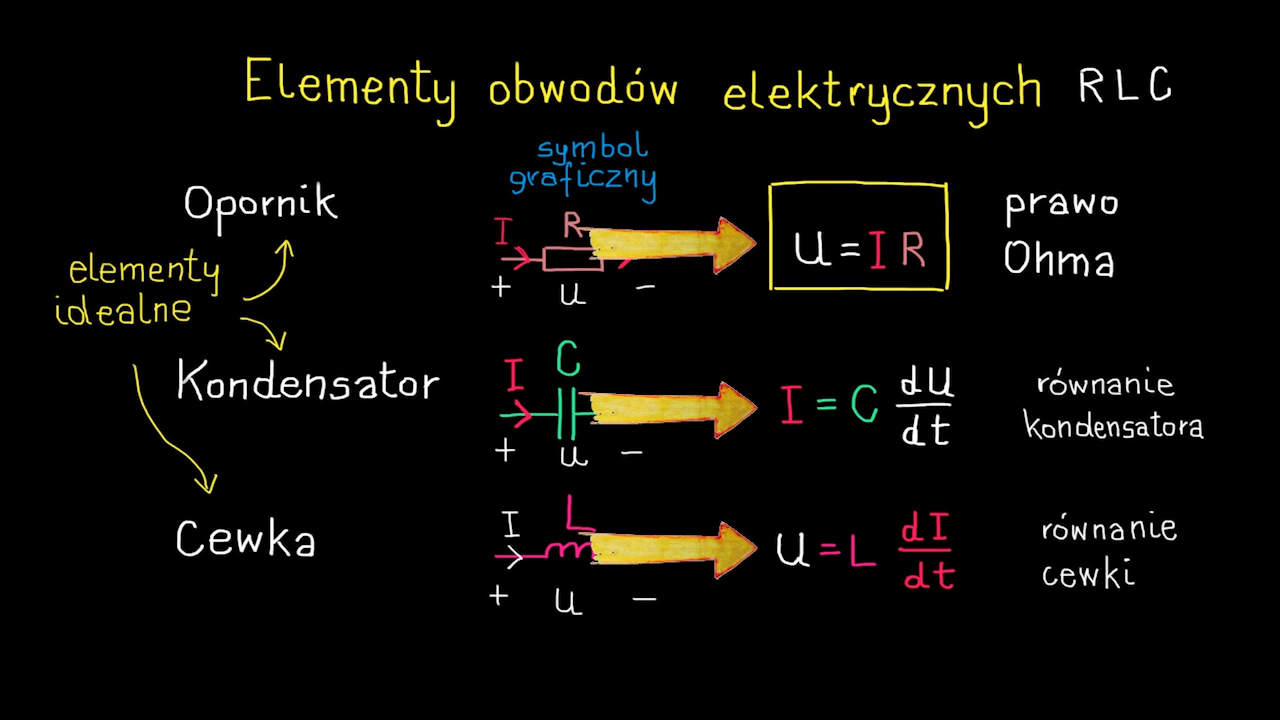 Elementy obwodów elektrycznych RLC
symbol
graficzny
Opornik
I R
+ u -
U = I R
prawo
Ohma
elementy
idealne
Kondensator
I C
+ u -
I = C dU/dt
równanie
kondensatora
Cewka
I L
+ u -
U = L dI/dt
równanie
cewki